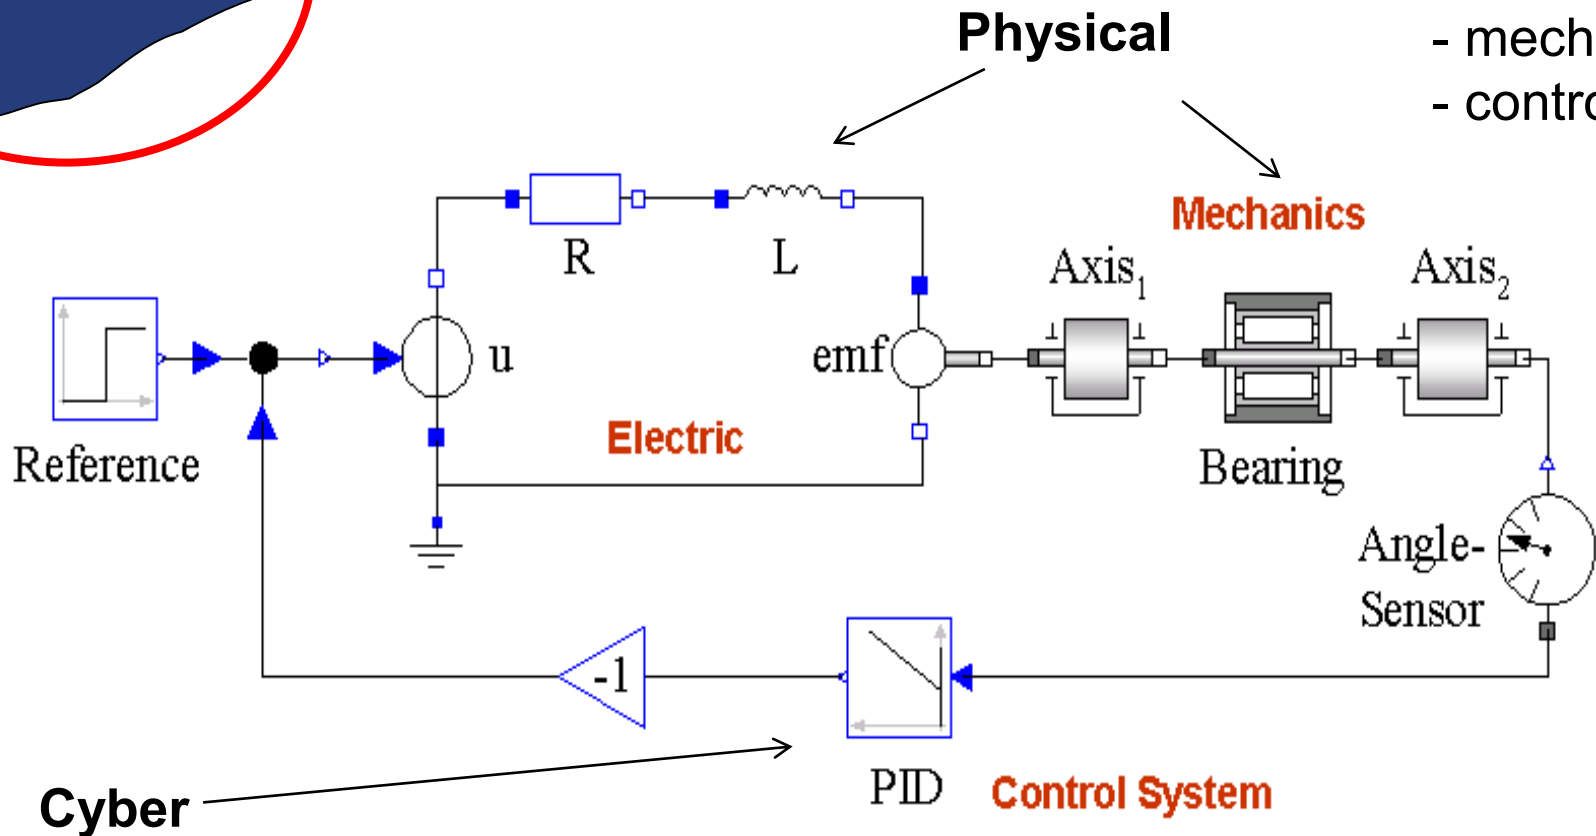 Physical
- mech
- contro
Mechanics
R
L
Axis₁
Axis₂
u
emf
Electric
Reference
Bearing
Angle-
Sensor
-1
PID
Control System
Cyber